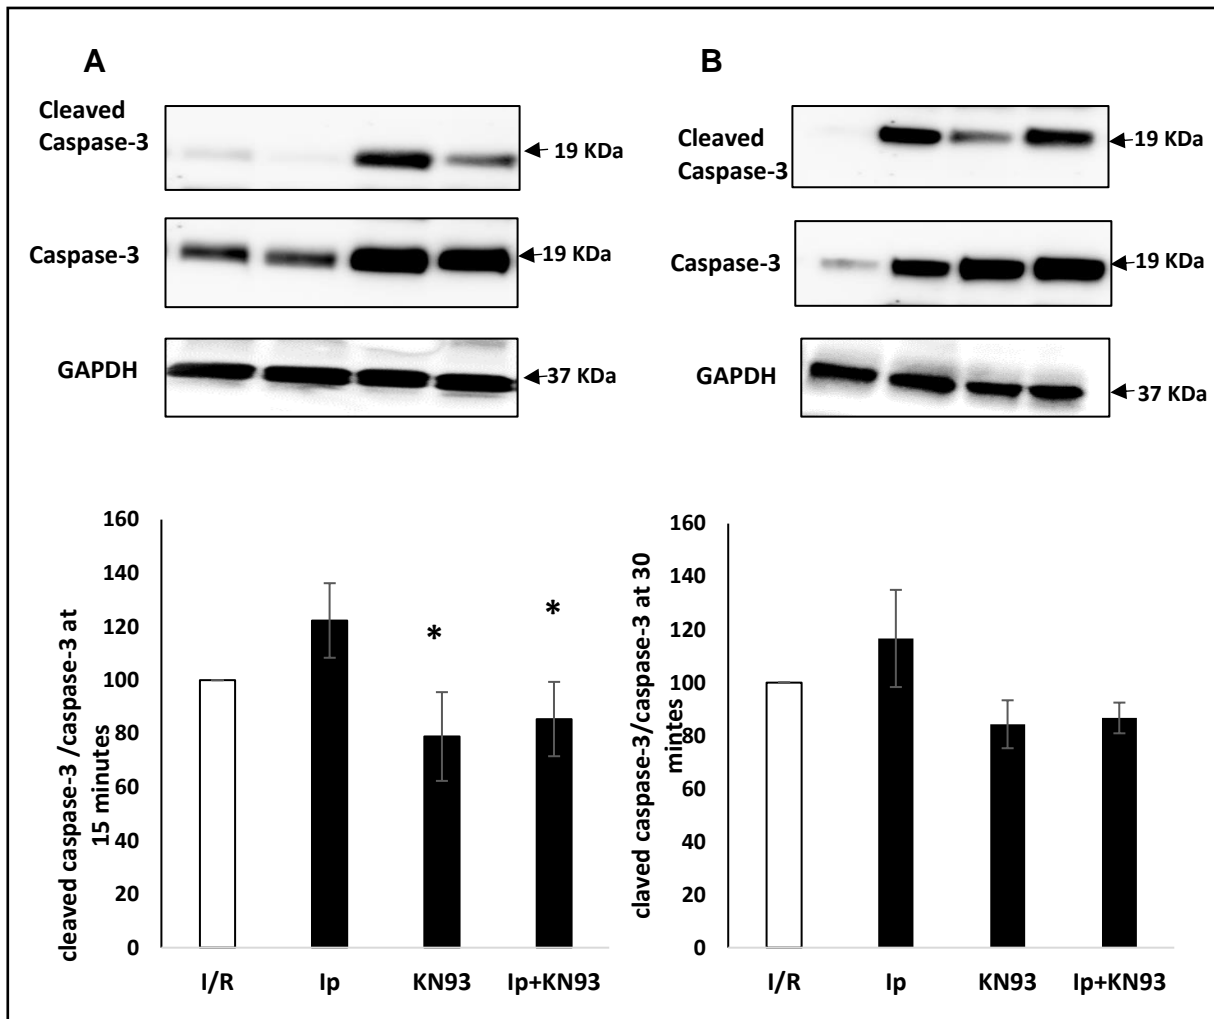 A
Cleaved
Caspase-3
19 KDa
Caspase-3
19 KDa
GAPDH
37 KDa
B
Cleaved
Caspase-3
19 KDa
Caspase-3
19 KDa
GAPDH
37 KDa
cleaved caspase-3 /caspase-3 at
15 minutes
160
140
120
100
80
60
40
20
0
*
*
I/R
Ip
KN93
Ip+KN93
claved caspase-3/caspase-3 at 30
mintes
160
140
120
100
80
60
40
20
0
I/R
Ip
KN93
Ip+KN93